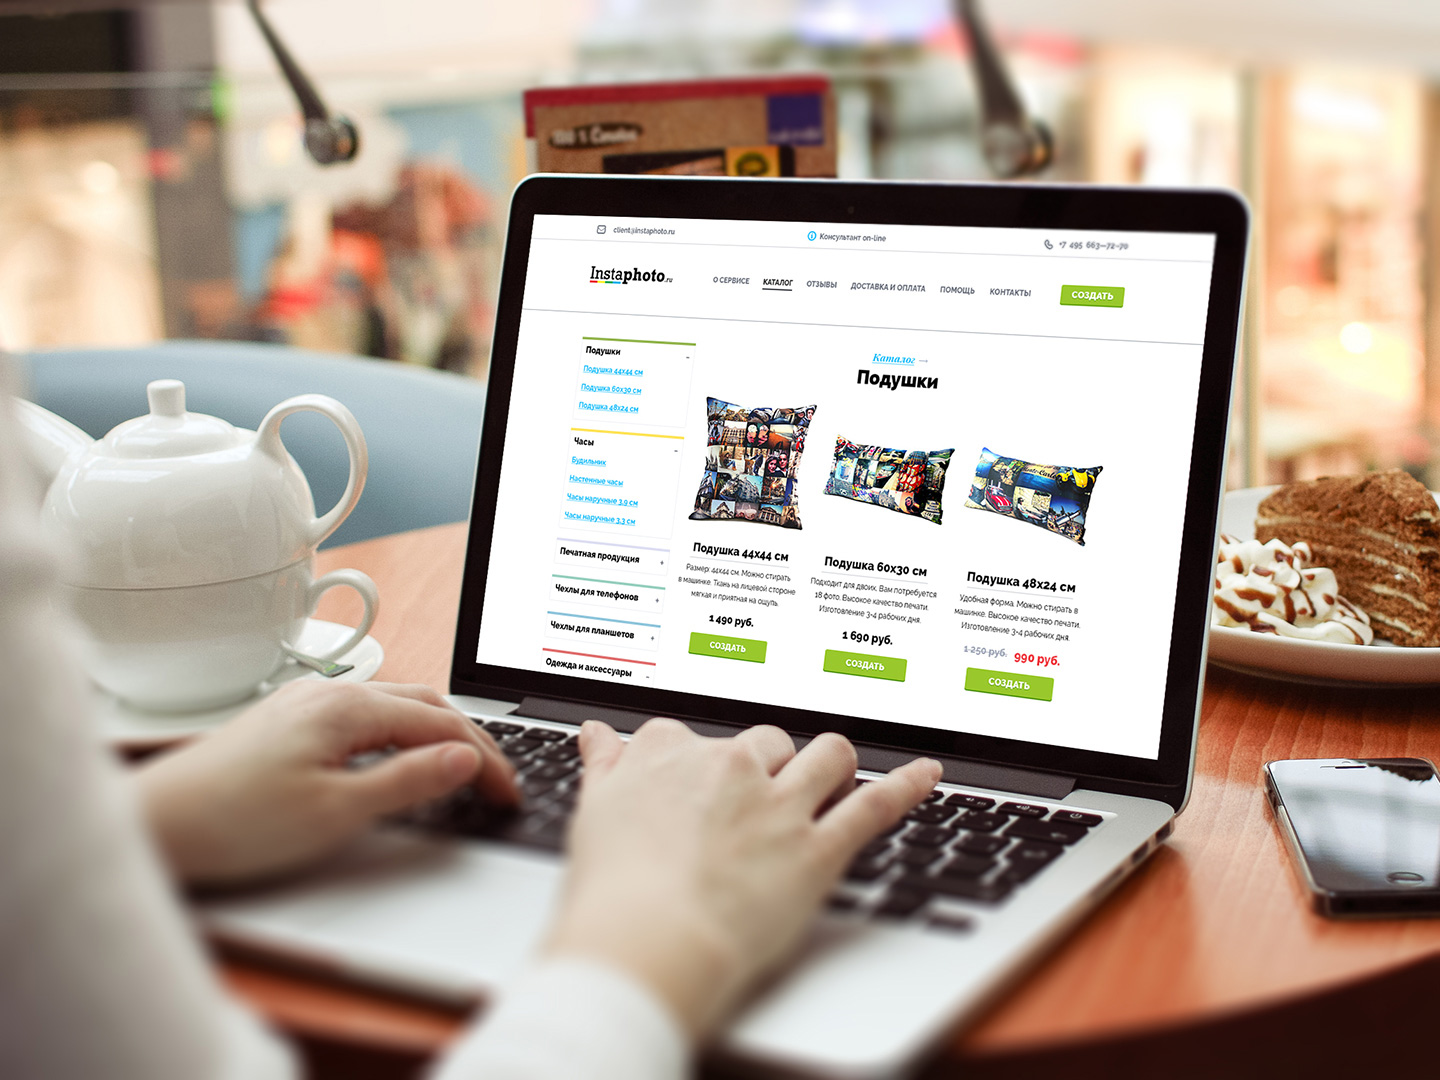 client@instaphoto.ru
Консультант on-line
+7 495 663-72-70
Instaphoto.ru
О СЕРВИСЕ
КАТАЛОГ
ОТЗЫВЫ
ДОСТАВКА И ОПЛАТА
ПОМОЩЬ
КОНТАКТЫ
СОЗДАТЬ
Подушки -
Подушка 44х44 см
Подушка 60х30 см
Подушка 48х24 см
Часы -
Будильник
Настенные часы
Часы наручные 3,9 см
Часы наручные 3,3 см
Печатная продукция +
Чехлы для телефонов +
Чехлы для планшетов +
Одежда и аксессуары -
Каталог →
Подушки
Подушка 44х44 см
Размер: 44х44 см. Можно стирать
в машинке. Ткань на лицевой стороне
мягкая и приятная на ощупь.
1 490 руб.
СОЗДАТЬ
Подушка 60х30 см
Подходит для двоих. Вам потребуется
18 фото. Высокое качество печати.
Изготовление 3-4 рабочих дня.
1 690 руб.
СОЗДАТЬ
Подушка 48х24 см
Удобная форма. Можно стирать в
машинке. Высокое качество печати.
Изготовление 3-4 рабочих дня.
1 250 руб. 990 руб.
СОЗДАТЬ